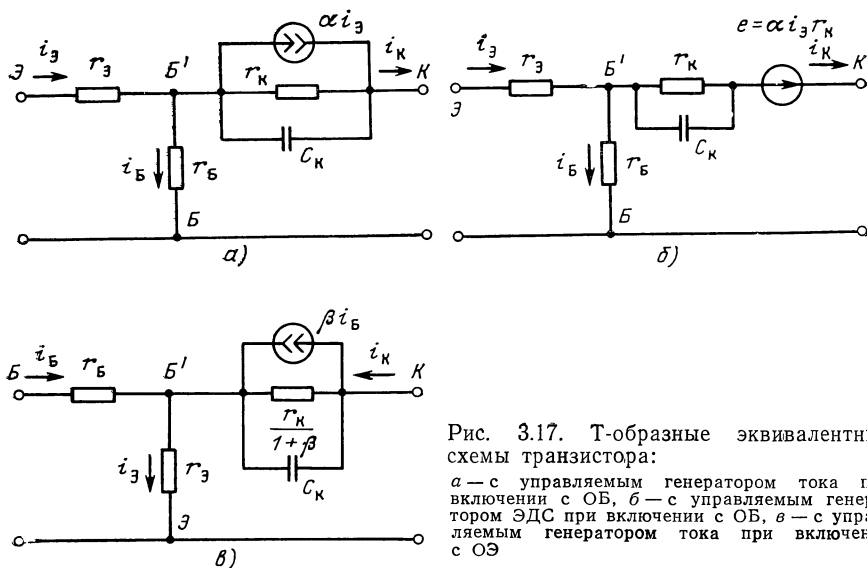 αiэ
e=αiэrк
iэ
iк
iэ
iк
Э
rэ
Б'
rк
К
rэ
Б'
rк
К
Э
Cк
Cк
iБ
rБ
iБ
rБ
Б
Б
а)
б)
βiБ
iБ
iк
Б
rБ
Б'
К
rк
1+β
Cк
iэ
rэ
Э
в)
Рис. 3.17. Т-образные эквивалентн
схемы транзистора:
а — с управляемым генератором тока п
включении с ОБ, б — с управляемым генер
тором ЭДС при включении с ОБ, в — с упра
ляемым генератором тока при включен
с ОЭ